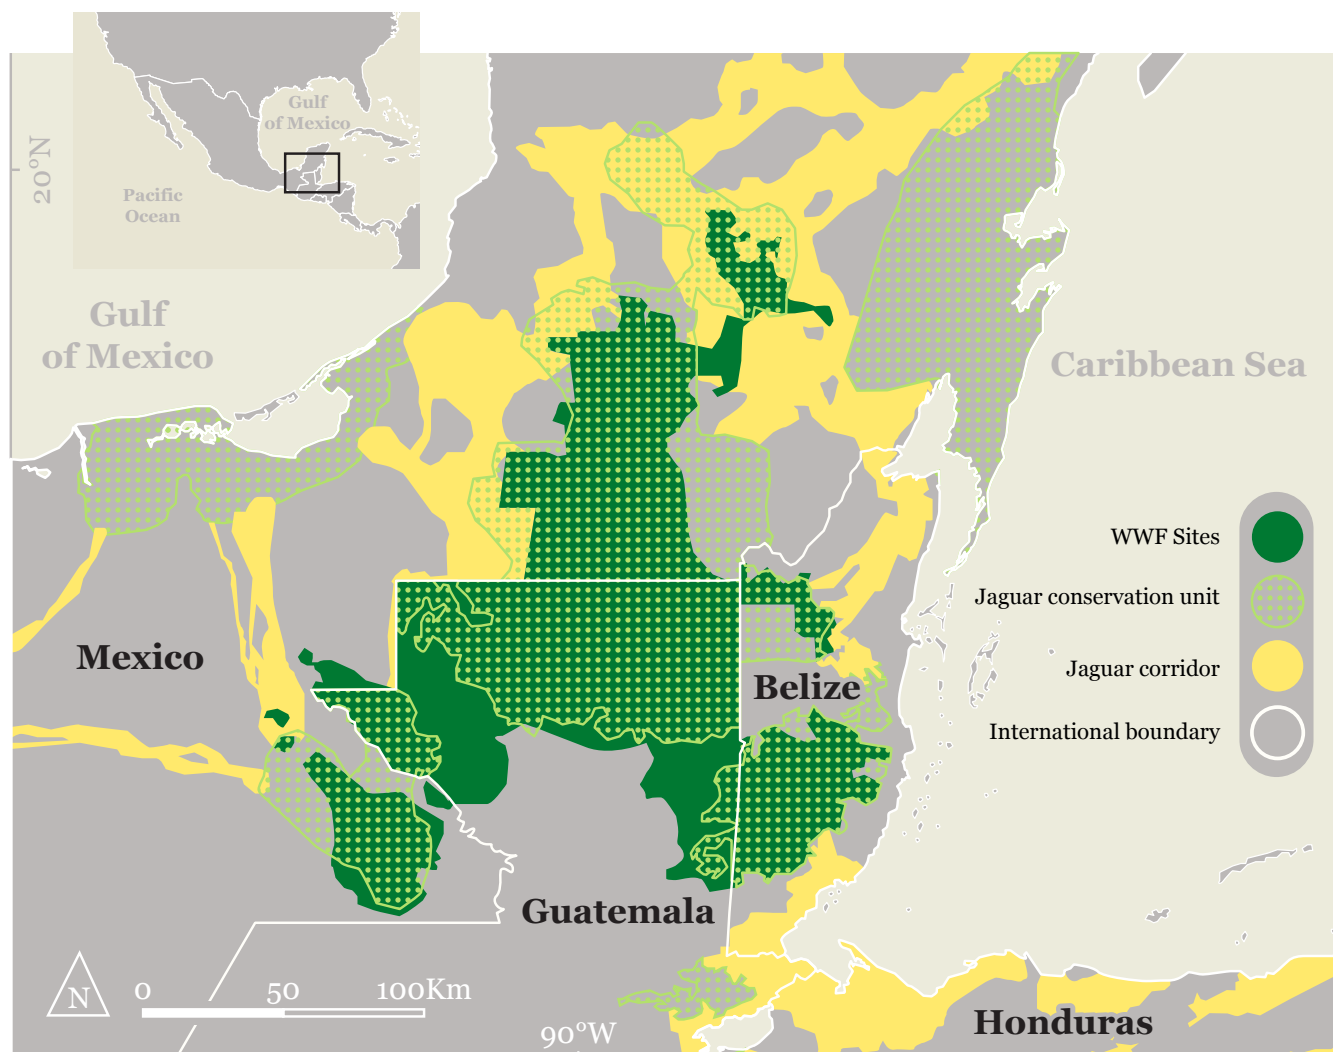 Gulf
of Mexico
Pacific
Ocean
20°N
Gulf
of Mexico
Caribbean Sea
WWF Sites
Jaguar conservation unit
Jaguar corridor
International boundary
Mexico
Belize
Guatemala
N
0 50 100Km
90°W
Honduras